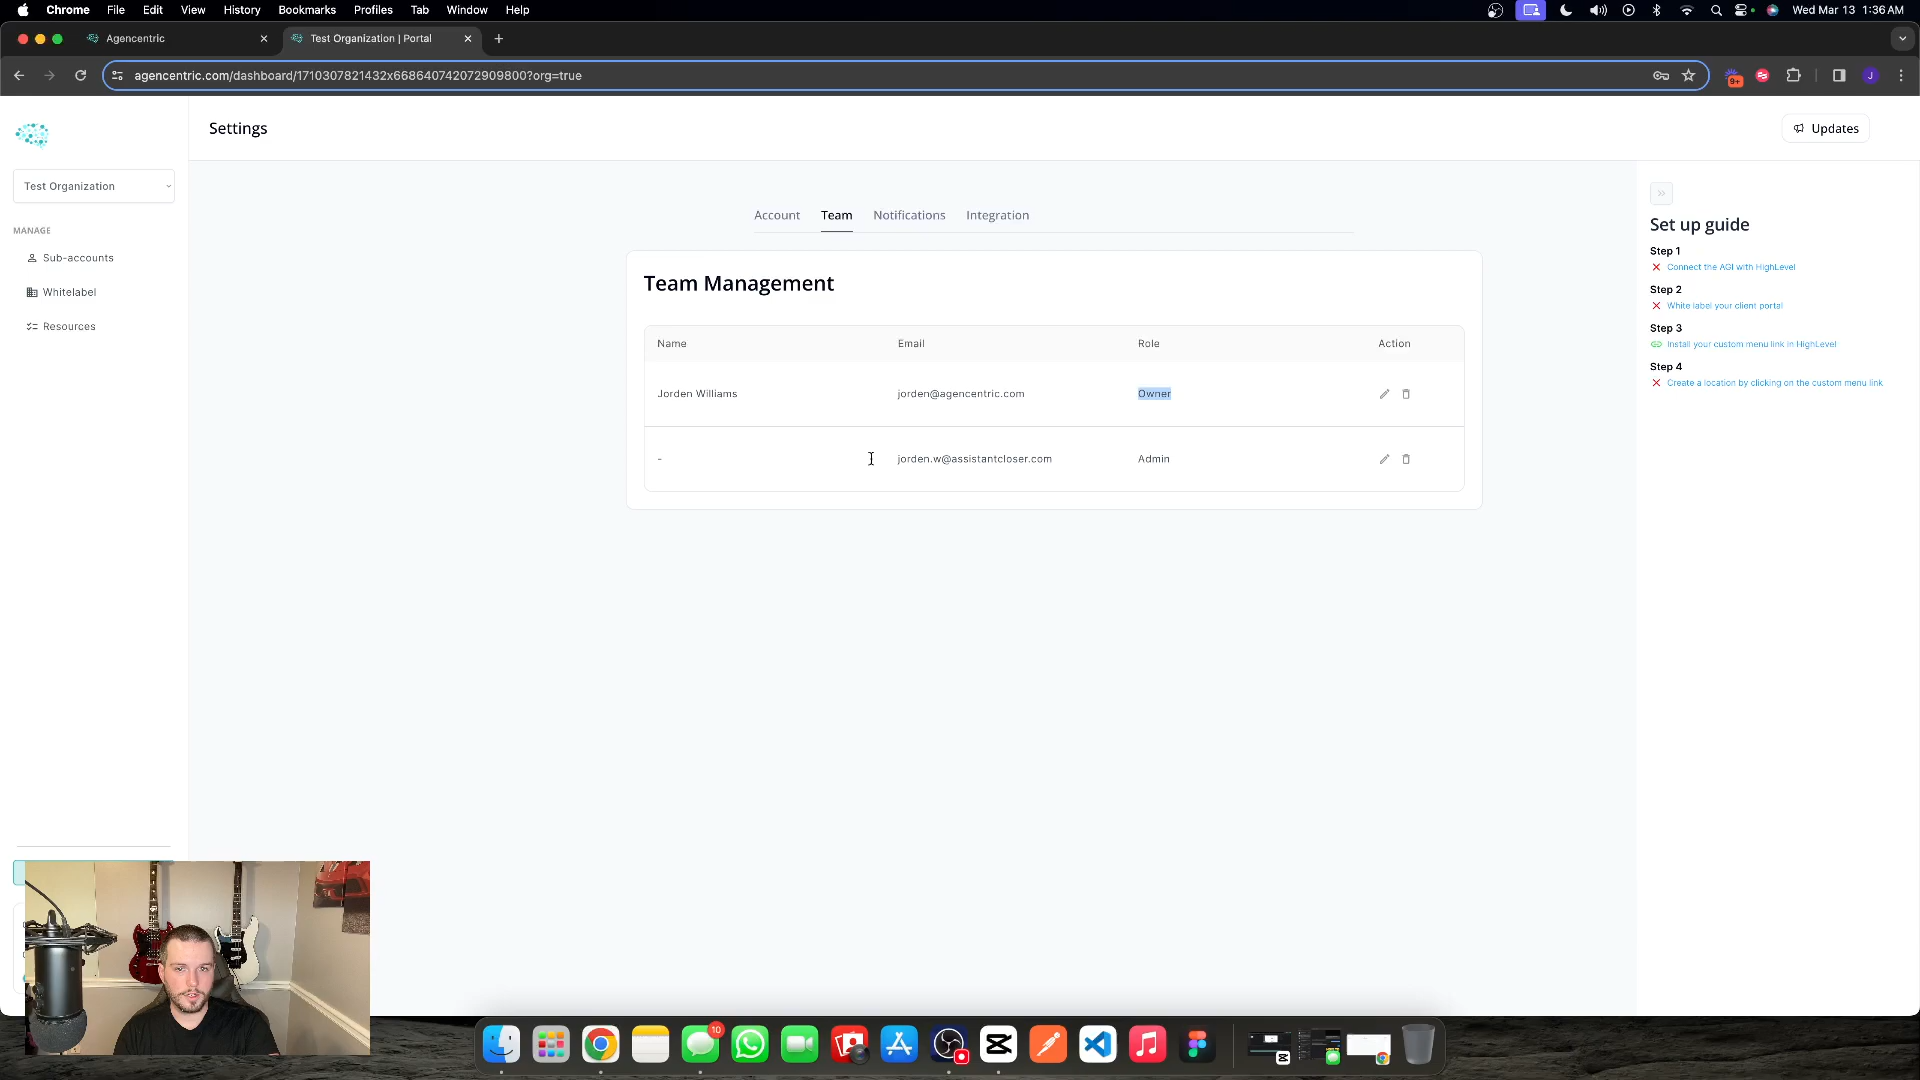 Chrome File Edit View History Bookmarks Profiles Tab Window Help
Wed Mar 13 1:36 AM
Agencentric
Test Organization | Portal
agencentric.com/dashboard/1710307821432x668640742072909800?org=true
9+
J
Settings
Updates
Test Organization
MANAGE
Sub-accounts
Whitelabel
Resources
Account Team Notifications Integration
Team Management
Name Email Role Action
Jorden Williams jorden@agencentric.com Owner
- jorden.w@assistantcloser.com Admin
Set up guide
Step 1
Connect the AGI with HighLevel
Step 2
White label your client portal
Step 3
Install your custom menu link in HighLevel
Step 4
Create a location by clicking on the custom menu link
10